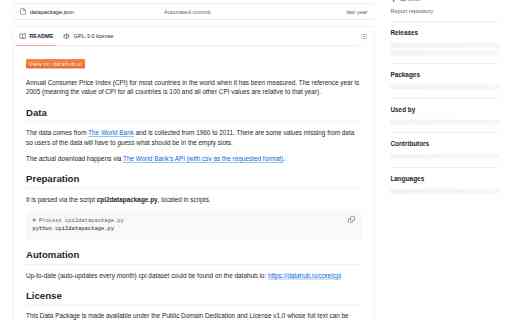 datapackage.json
Automated commit
last year
Report repository
README
GPL-3.0 license
Releases
View on datahub.io
Annual Consumer Price Index (CPI) for most countries in the world when it has been measured. The reference year is
2005 (meaning the value of CPI for all countries is 100 and all other CPI values are relative to that year).
Packages
Used by
Data
The data comes from The World Bank and is collected from 1960 to 2011. There are some values missing from data
so users of the data will have to guess what should be in the empty slots.
Contributors
The actual download happens via The World Bank's API (with csv as the requested format).
Preparation
Languages
It is parsed via the script cpi2datapackage.py, located in scripts.
# Process cpi2datapackage.py
python cpi2datapackage.py
Automation
Up-to-date (auto-updates every month) cpi dataset could be found on the datahub.io: https://datahub.io/core/cpi
License
This Data Package is made available under the Public Domain Dedication and License v1.0 whose full text can be